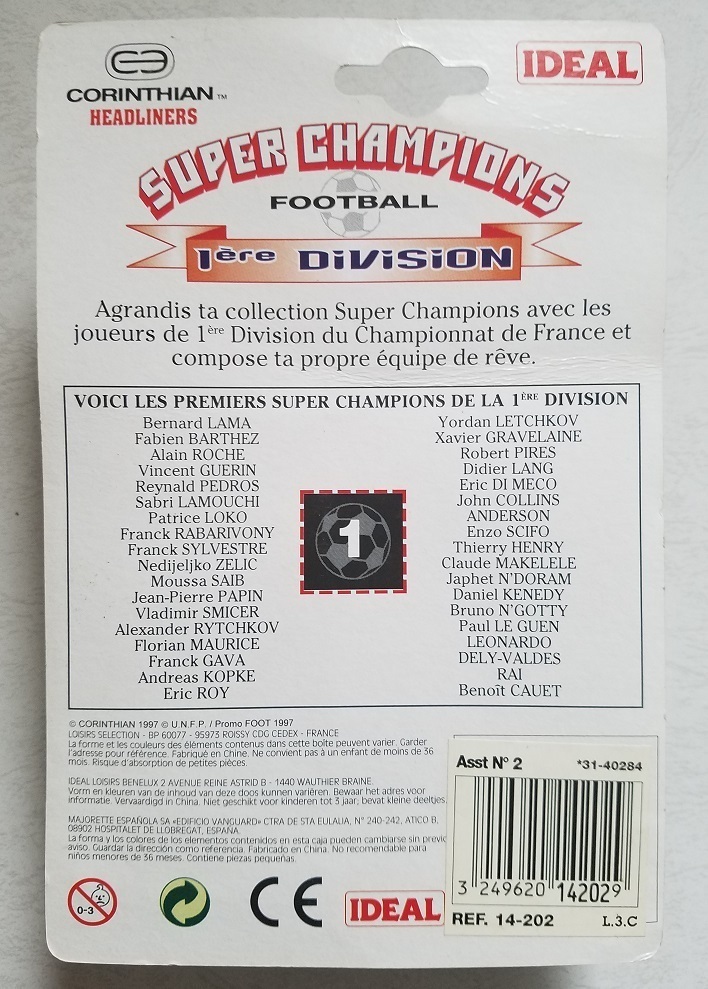 CORINTHIAN™
HEADLINERS
IDEAL
SUPER CHAMPIONS
FOOTBALL
1ère DiViSiON
Agrandis ta collection Super Champions avec les
joueurs de 1ère Division du Championnat de France et
compose ta propre équipe de rêve.
VOICI LES PREMIERS SUPER CHAMPIONS DE LA 1ÈRE DIVISION
Bernard LAMA
Fabien BARTHEZ
Alain ROCHE
Vincent GUERIN
Reynald PEDROS
Sabri LAMOUCHI
Patrice LOKO
Franck RABARIVONY
Franck SYLVESTRE
Nedijeljko ZELIC
Moussa SAIB
Jean-Pierre PAPIN
Vladimir SMICER
Alexander RYTCHKOV
Florian MAURICE
Franck GAVA
Andreas KOPKE
Eric ROY
1
Yordan LETCHKOV
Xavier GRAVELAINE
Robert PIRES
Didier LANG
Eric DI MECO
John COLLINS
ANDERSON
Enzo SCIFO
Thierry HENRY
Claude MAKELELE
Japhet N'DORAM
Daniel KENEDY
Bruno N'GOTTY
Paul LE GUEN
LEONARDO
DELY-VALDES
RAI
Benoît CAUET
© CORINTHIAN 1997 © U.N.F.P. / Promo FOOT 1997
LOISIRS SELECTION - BP 60077 - 95973 ROISSY CDG CEDEX - FRANCE
La forme et les couleurs des éléments contenus dans cette boîte peuvent varier. Garder
l'adresse pour référence. Fabriqué en Chine. Ne convient pas à un enfant de moins de 36
mois. Risque d'absorption de petites pièces.
IDEAL LOISIRS BENELUX 2 AVENUE REINE ASTRID B - 1440 WAUTHIER BRAINE.
Vorm en kleuren van de inhoud van deze doos kunnen variëren. Bewaar het adres voor
informatie. Vervaardigd in China. Niet geschikt voor kinderen tot 3 jaar; bevat kleine deeltjes.
MAJORETTE ESPAÑOLA SA «EDIFICIO VANGUARD» CTRA DE STA EULALIA, N° 240-242, ATICO B,
08902 HOSPITALET DE LLOBREGAT, ESPAÑA.
La forma y los colores de los elementos contenidos en esta caja pueden cambiarse sin previo
aviso. Guardar la dirección como referencia. Fabricado en China. No recomendable para
niños menores de 36 meses. Contiene piezas pequeñas.
0-3
CE
IDEAL
Asst N° 2 *31-40284
3 249620 142029
REF. 14-202 L.3.C